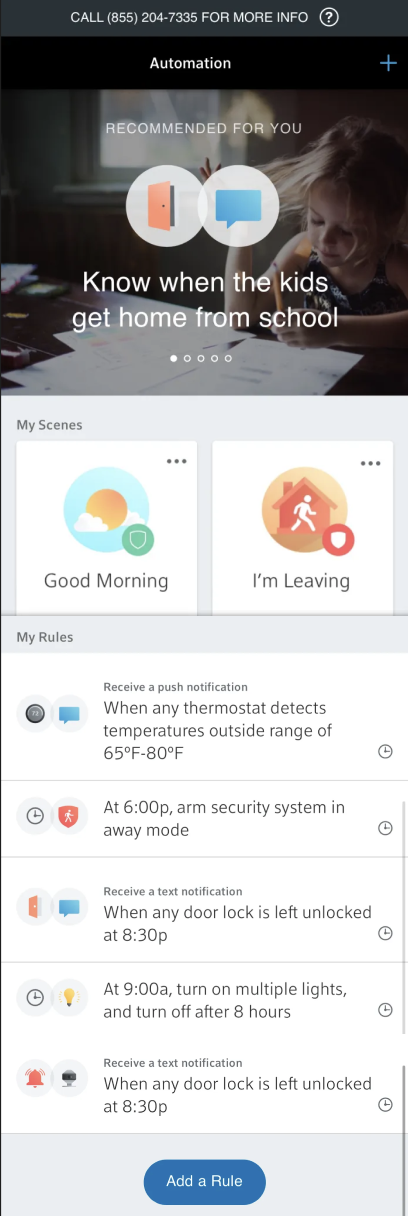 CALL (855) 204-7335 FOR MORE INFO ?
Automation
RECOMMENDED FOR YOU
Know when the kids
get home from school
My Scenes
Good Morning
I'm Leaving
My Rules
Receive a push notification
When any thermostat detects
temperatures outside range of
65°F-80°F
At 6:00p, arm security system in
away mode
Receive a text notification
When any door lock is left unlocked
at 8:30p
At 9:00a, turn on multiple lights,
and turn off after 8 hours
Receive a text notification
When any door lock is left unlocked
at 8:30p
Add a Rule